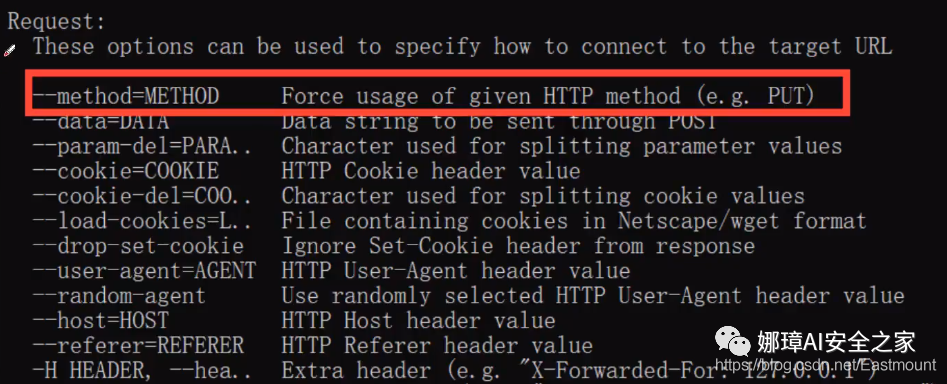 Request:
These options can be used to specify how to connect to the target URL
--method=METHOD Force usage of given HTTP method (e.g. PUT)
--data=DATA Data string to be sent through POST
--param-del=PARA.. Character used for splitting parameter values
--cookie=COOKIE HTTP Cookie header value
--cookie-del=COO.. Character used for splitting cookie values
--load-cookies=L.. File containing cookies in Netscape/wget format
--drop-set-cookie Ignore Set-Cookie header from response
--user-agent=AGENT HTTP User-Agent header value
--random-agent Use randomly selected HTTP User-Agent header value
--host=HOST HTTP Host header value
--referer=REFERER HTTP Referer header value
-H HEADER, --hea.. Extra header (e.g. "X-Forwarded-For: 127.0.0.1")
娜璋AI安全之家
https://blog.csdn.net/Eastmount